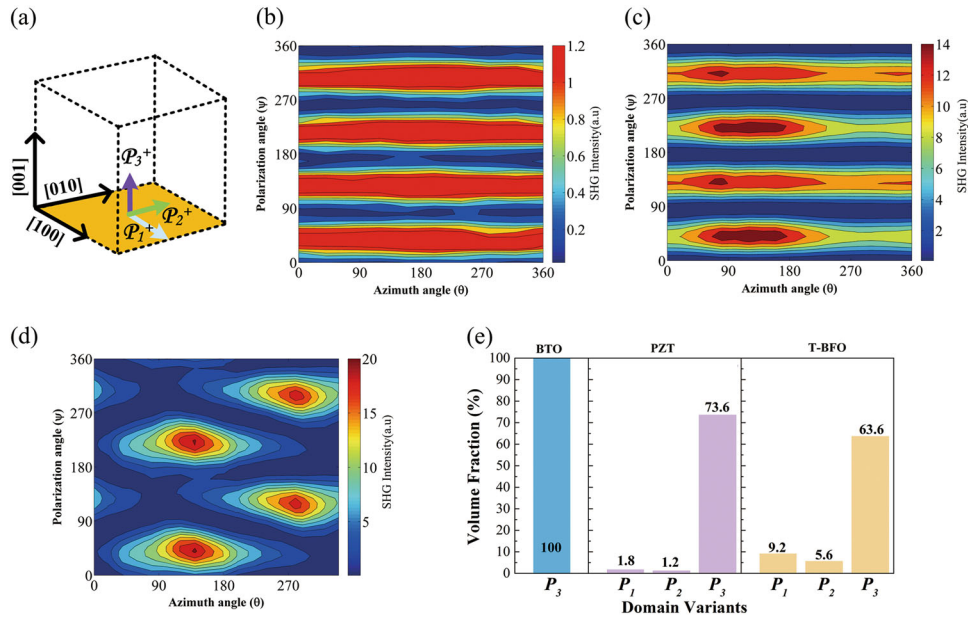 (a)
[001]
[010]
[100]
P3+
P2+
P1+
(b)
360
270
180
90
0
Polarization angle (ψ)
0 90 180 270 360
Azimuth angle (θ)
1.2
1
0.8
0.6
0.4
0.2
SHG Intensity(a.u)
(c)
360
270
180
90
0
Polarization angle (ψ)
0 90 180 270 360
Azimuth angle (θ)
14
12
10
8
6
4
2
SHG Intensity(a.u)
(d)
360
270
180
90
0
Polarization angle (ψ)
0 90 180 270
Azimuth angle (θ)
20
15
10
5
SHG Intensity(a.u)
(e)
BTO PZT T-BFO
100
90
80
70
60
50
40
30
20
10
0
Volume Fraction (%)
100
1.8
1.2
73.6
9.2
5.6
63.6
P3 P1 P2 P3 P1 P2 P3
Domain Variants